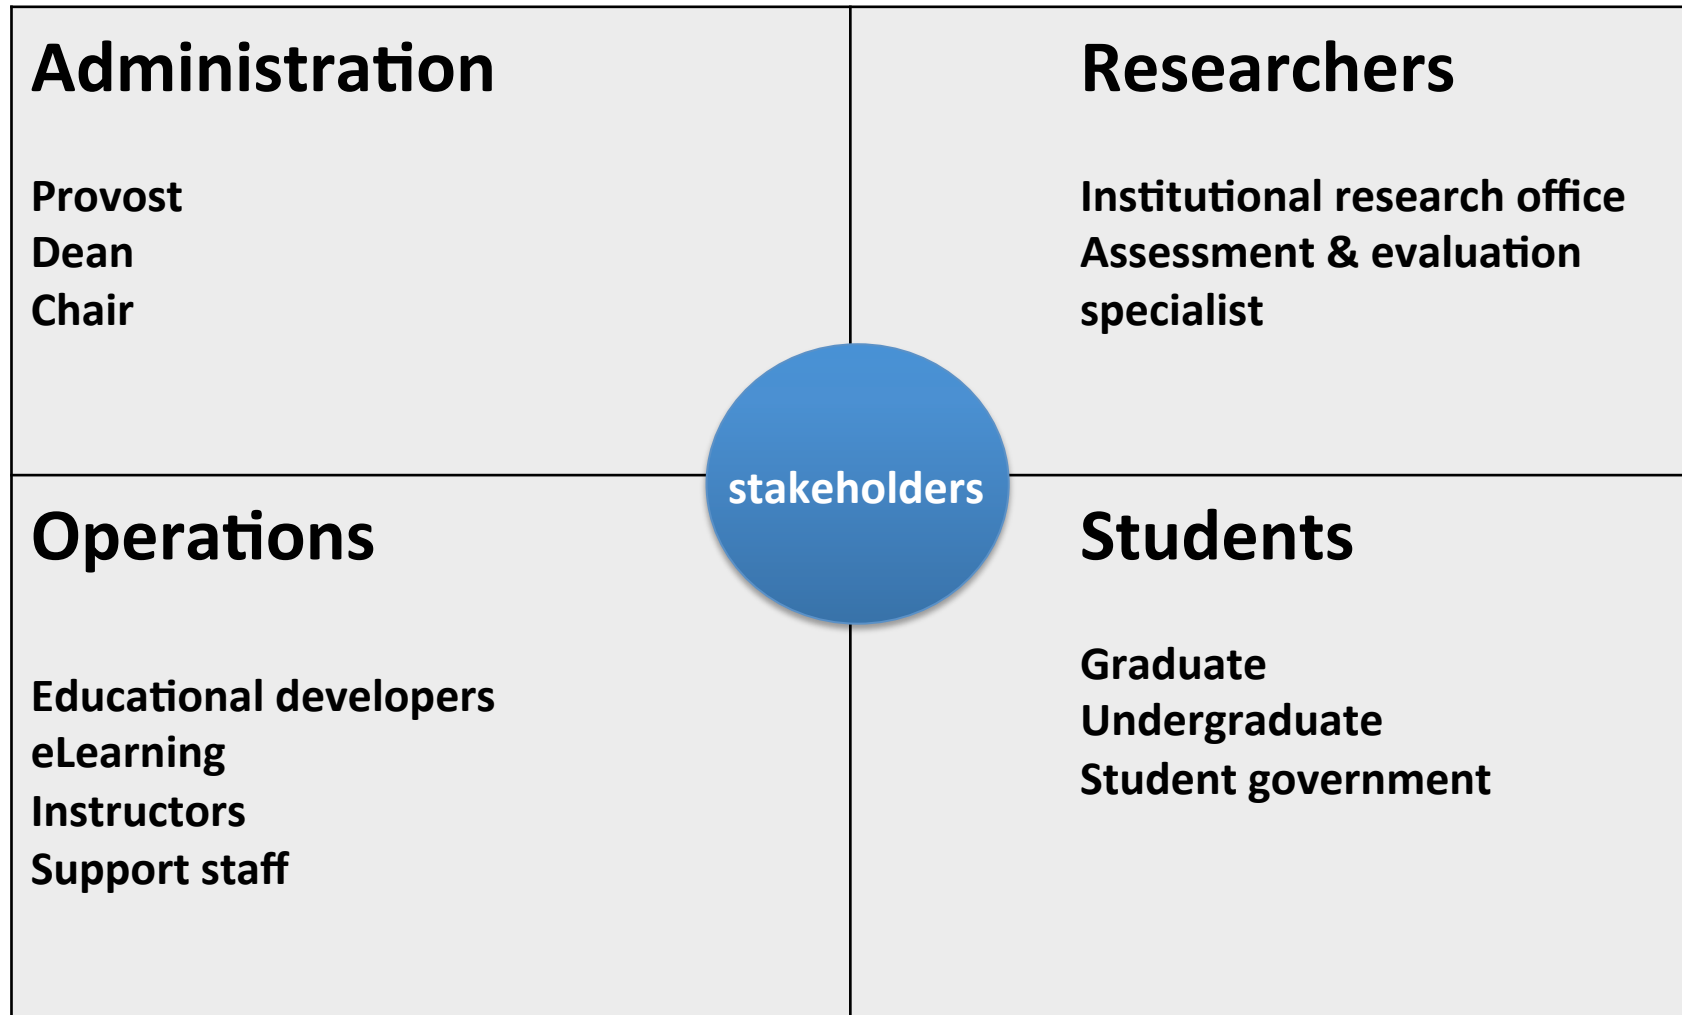 Administration
Provost
Dean
Chair
Researchers
Institutional research office
Assessment & evaluation
specialist
stakeholders
Operations
Educational developers
eLearning
Instructors
Support staff
Students
Graduate
Undergraduate
Student government